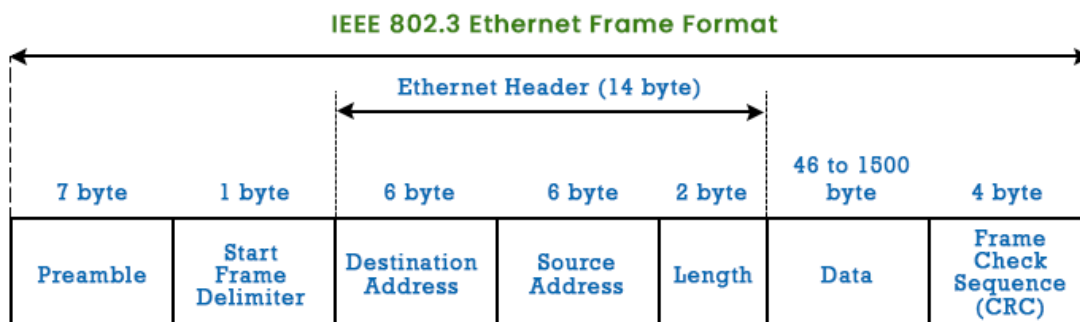 IEEE 802.3 Ethernet Frame Format
Ethernet Header (14 byte)
7 byte
1 byte
6 byte
6 byte
2 byte
46 to 1500
byte
4 byte
Preamble
Start
Frame
Delimiter
Destination
Address
Source
Address
Length
Data
Frame
Check
Sequence
(CRC)